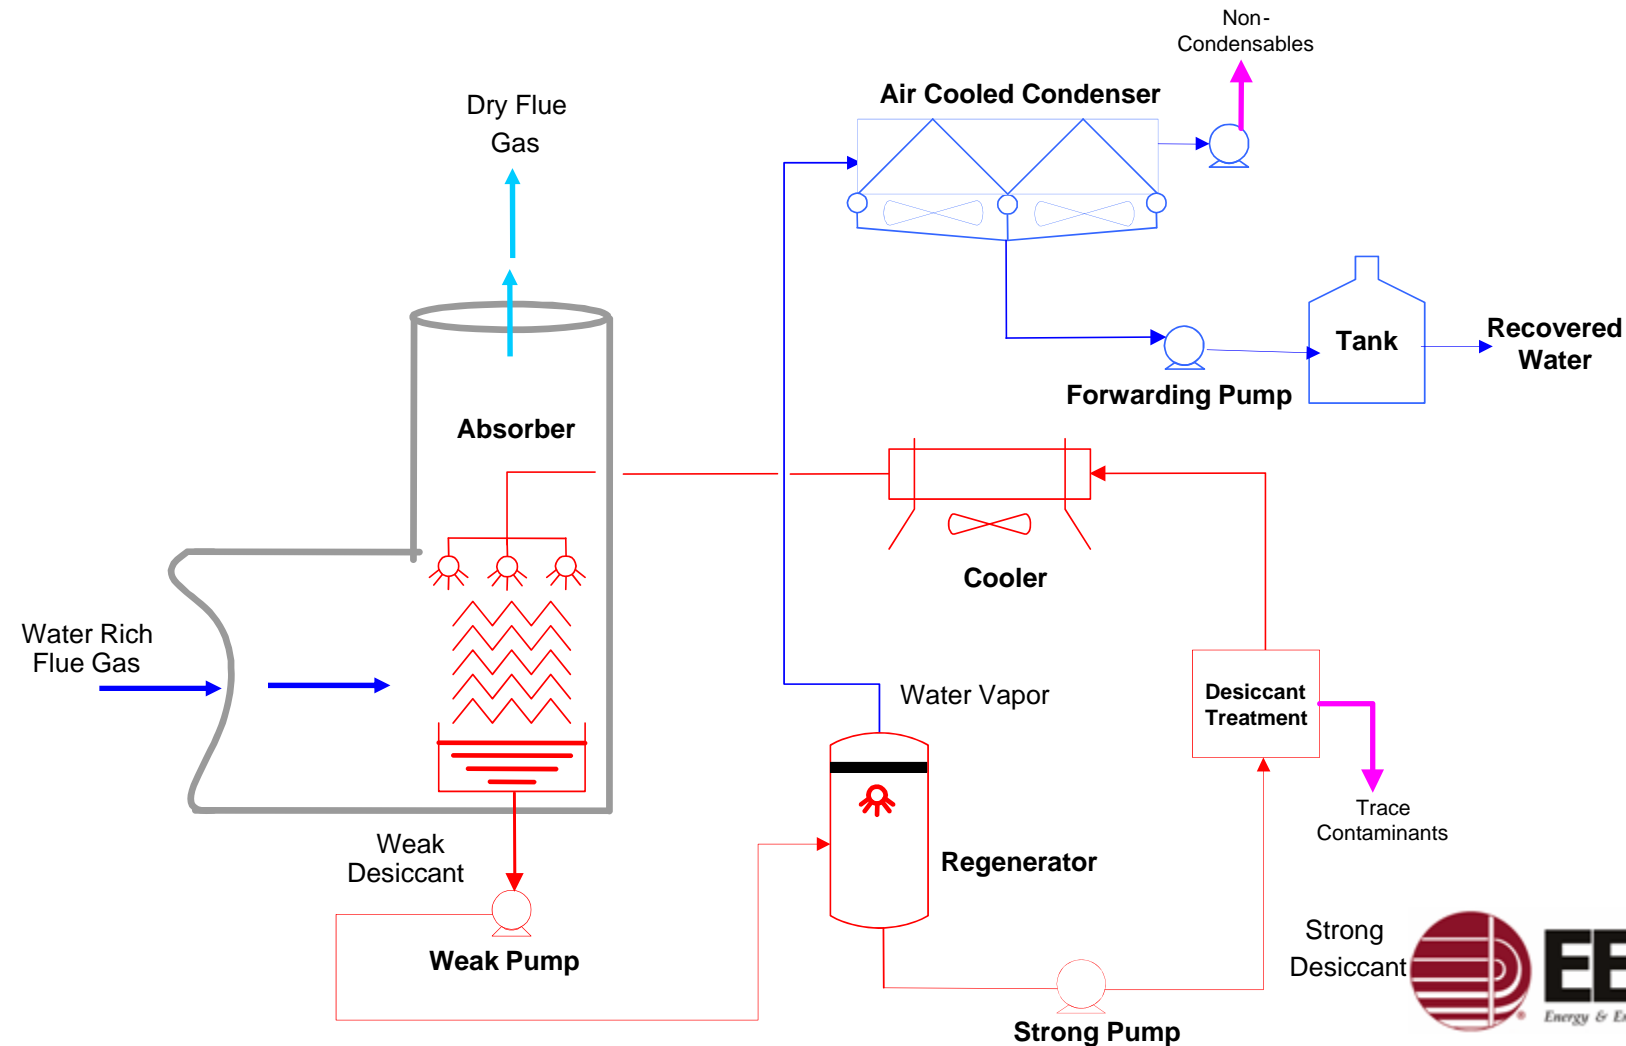 Non-
Condensables
Air Cooled Condenser
Dry Flue
Gas
Tank
Recovered
Water
Forwarding Pump
Absorber
Cooler
Water Rich
Flue Gas
Water Vapor
Desiccant
Treatment
Trace
Contaminants
Weak
Desiccant
Regenerator
Weak Pump
Strong
Desiccant
Strong Pump
Energy &
®